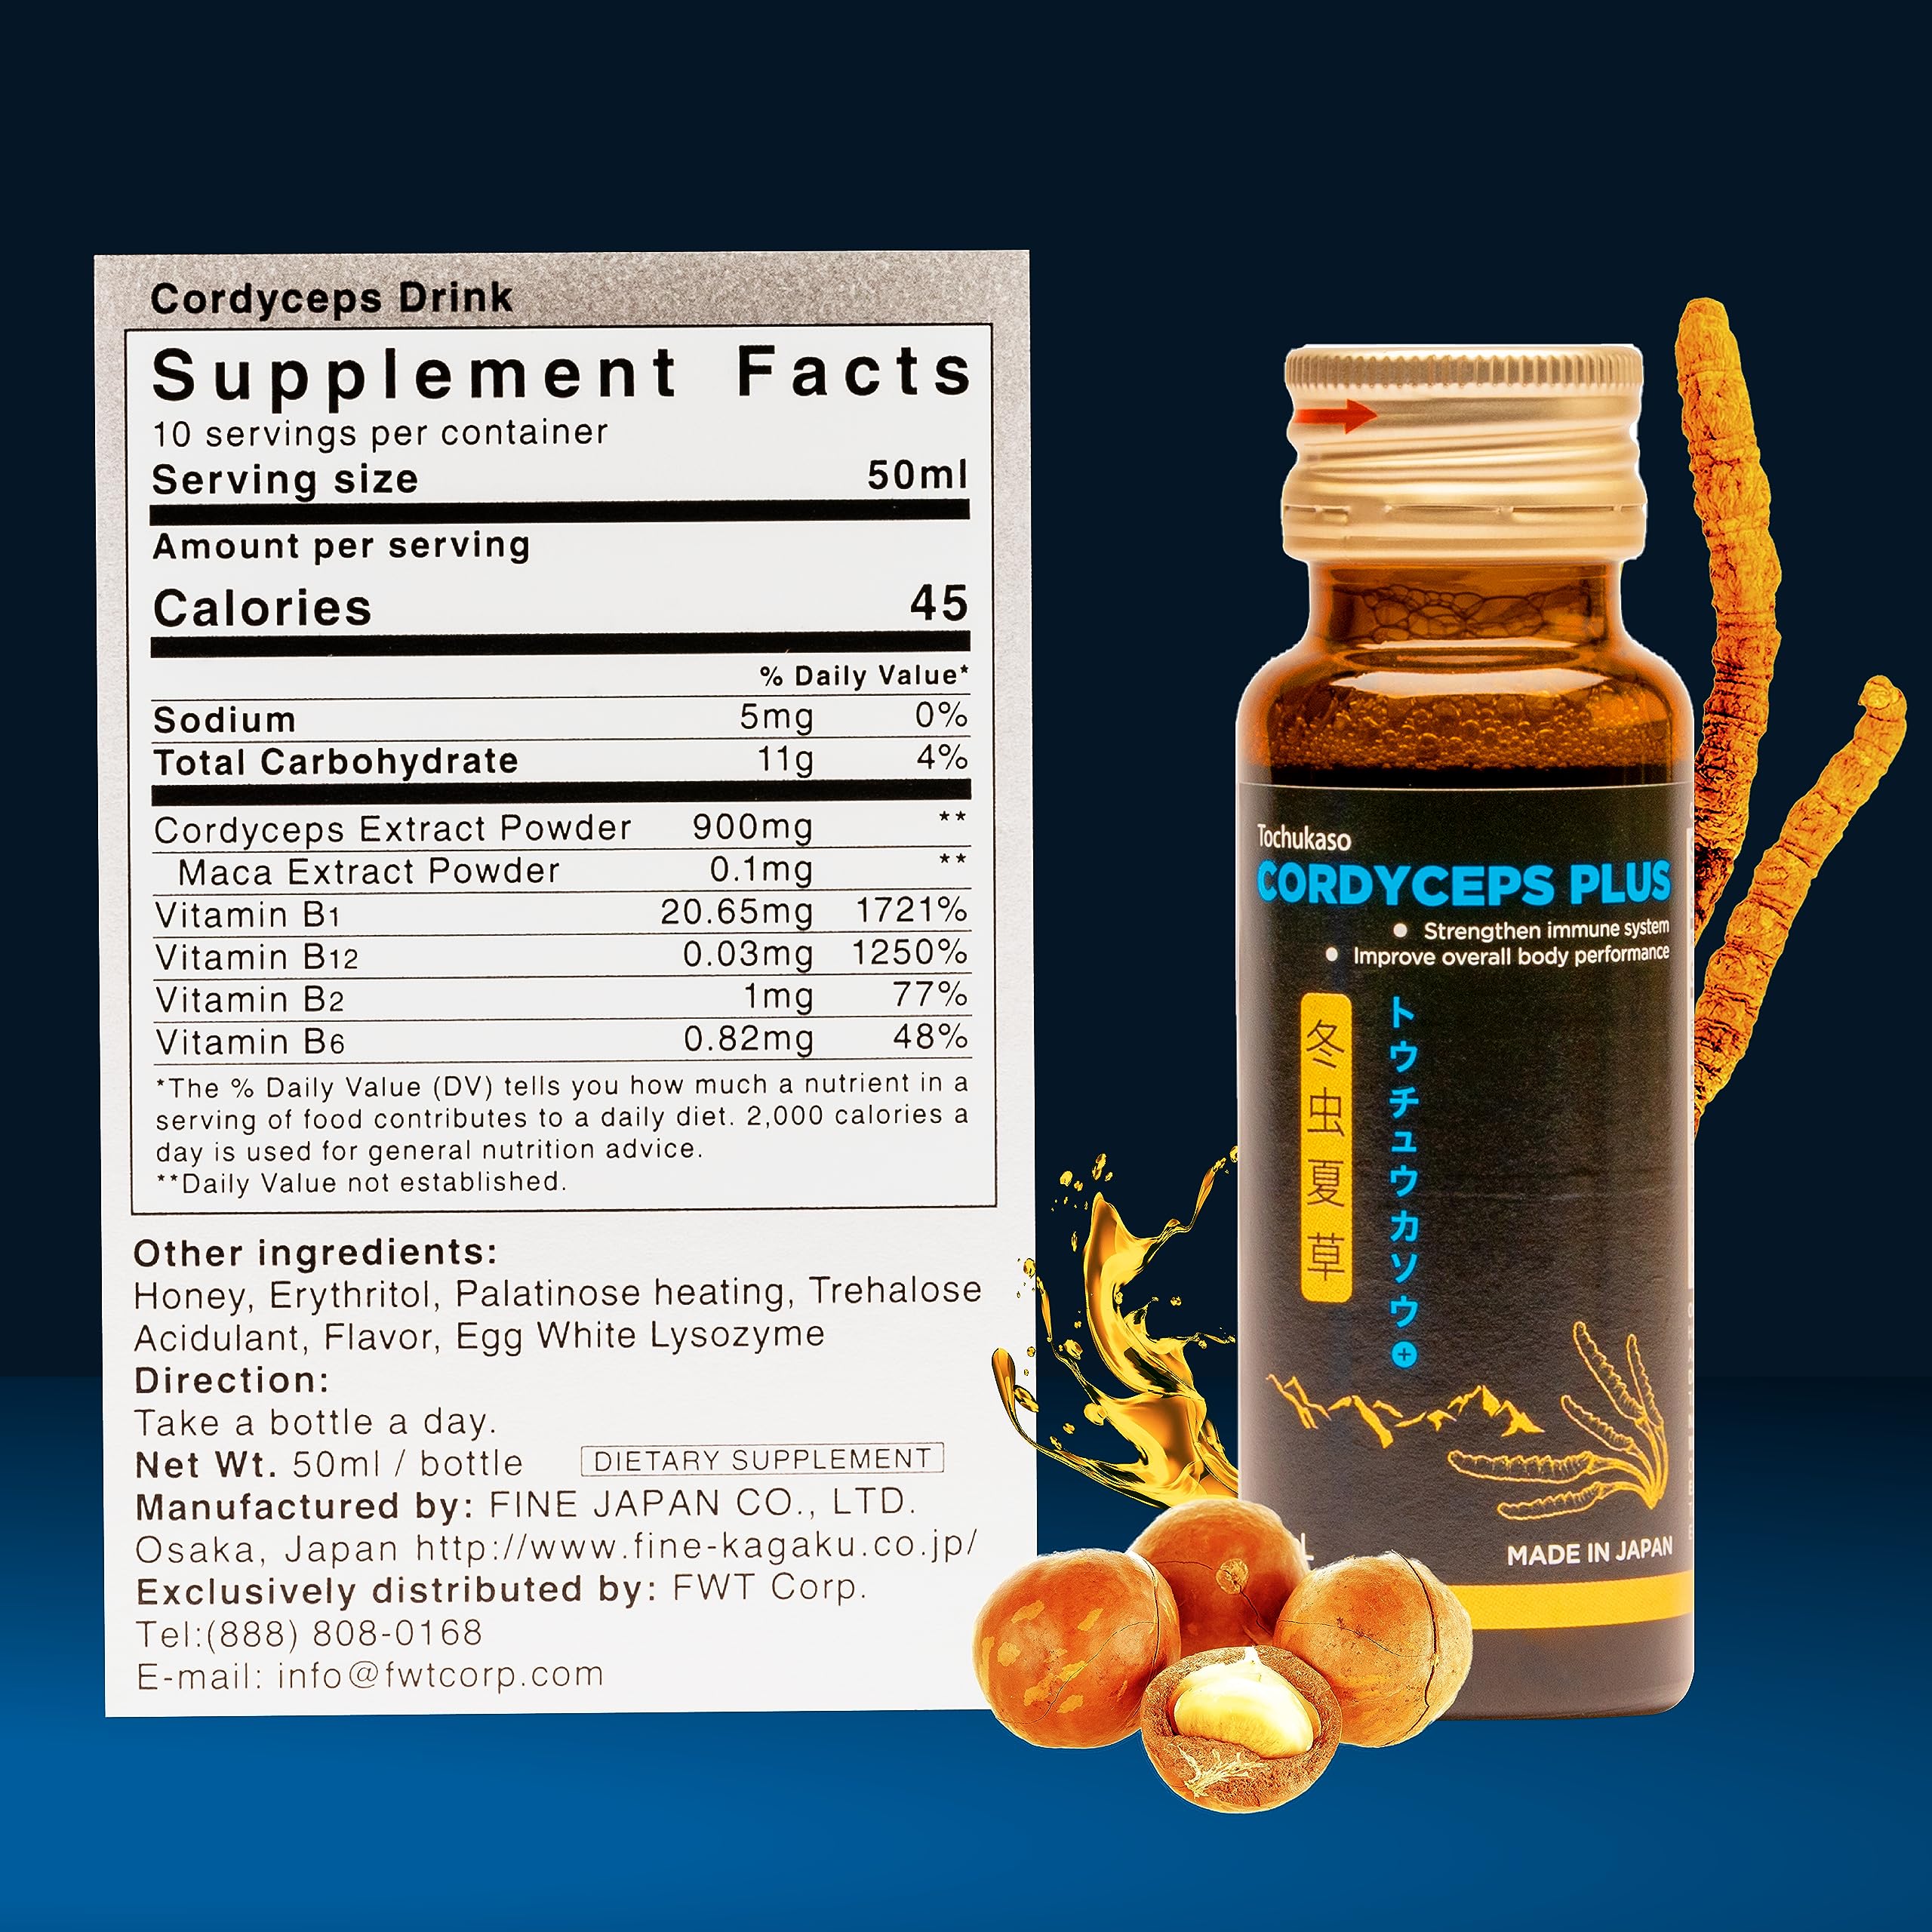 Cordyceps Drink
Supplement Facts
10 servings per container
Serving size 50ml
Amount per serving
Calories 45
% Daily Value*
Sodium 5mg 0%
Total Carbohydrate 11g 4%
Cordyceps Extract Powder 900mg **
Maca Extract Powder 0.1mg **
Vitamin B1 20.65mg 1721%
Vitamin B12 0.03mg 1250%
Vitamin B2 1mg 77%
Vitamin B6 0.82mg 48%
*The % Daily Value (DV) tells you how much a nutrient in a
serving of food contributes to a daily diet. 2,000 calories a
day is used for general nutrition advice.
**Daily Value not established.
Other ingredients:
Honey, Erythritol, Palatinose heating, Trehalose
Acidulant, Flavor, Egg White Lysozyme
Direction:
Take a bottle a day.
Net Wt. 50ml / bottle DIETARY SUPPLEMENT
Manufactured by: FINE JAPAN CO., LTD.
Osaka, Japan http://www.fine-kagaku.co.jp/
Exclusively distributed by: FWT Corp.
Tel:(888) 808-0168
E-mail: info@fwtcorp.com
Tochukaso
CORDYCEPS PLUS
• Strengthen immune system
• Improve overall body performance
冬虫夏草
トウチュウカソウ+
MADE IN JAPAN